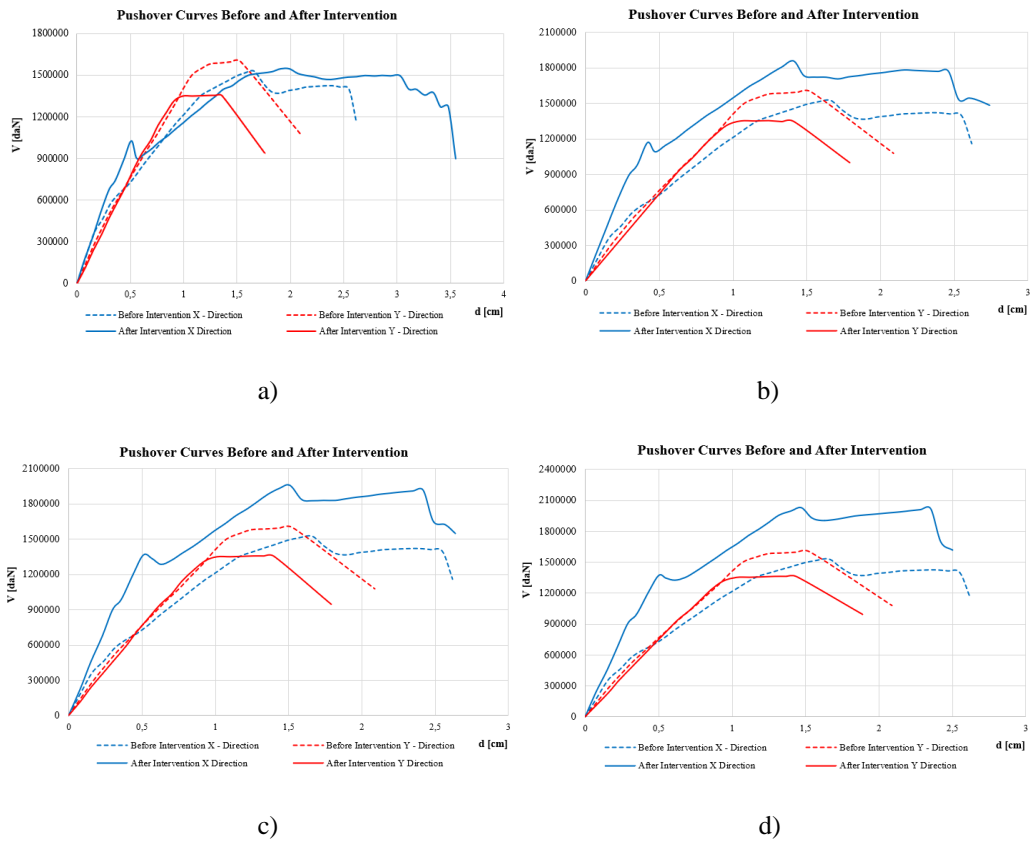 Pushover Curves Before and After Intervention
V [daN]
1800000
1500000
1200000
900000
600000
300000
0
0 0,5 1 1,5 2 2,5 3 3,5 4
d [cm]
Before Intervention X - Direction
Before Intervention Y - Direction
After Intervention X Direction
After Intervention Y - Direction
a)
Pushover Curves Before and After Intervention
V [daN]
2100000
1800000
1500000
1200000
900000
600000
300000
0
0 0,5 1 1,5 2 2,5 3
d [cm]
Before Intervention X - Direction
Before Intervention Y - Direction
After Intervention X Direction
After Intervention Y - Direction
b)
Pushover Curves Before and After Intervention
V [daN]
2100000
1800000
1500000
1200000
900000
600000
300000
0
0 0,5 1 1,5 2 2,5 3
d [cm]
Before Intervention X - Direction
Before Intervention Y - Direction
After Intervention X - Direction
After Intervention Y Direction
c)
Pushover Curves Before and After Intervention
V [daN]
2400000
2100000
1800000
1500000
1200000
900000
600000
300000
0
0 0,5 1 1,5 2 2,5 3
d [cm]
Before Intervention X - Direction
Before Intervention Y - Direction
After Intervention X - Direction
After Intervention Y Direction
d)